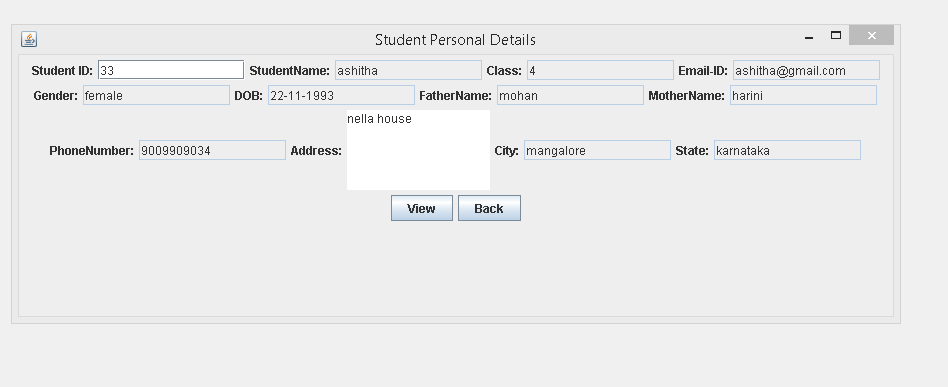 Student Personal Details
Student ID: 33 StudentName: ashitha Class: 4 Email-ID: ashitha@gmail.com
Gender: female DOB: 22-11-1993 FatherName: mohan MotherName: harini
PhoneNumber: 9009909034 Address: nella house City: mangalore State: karnataka
View Back